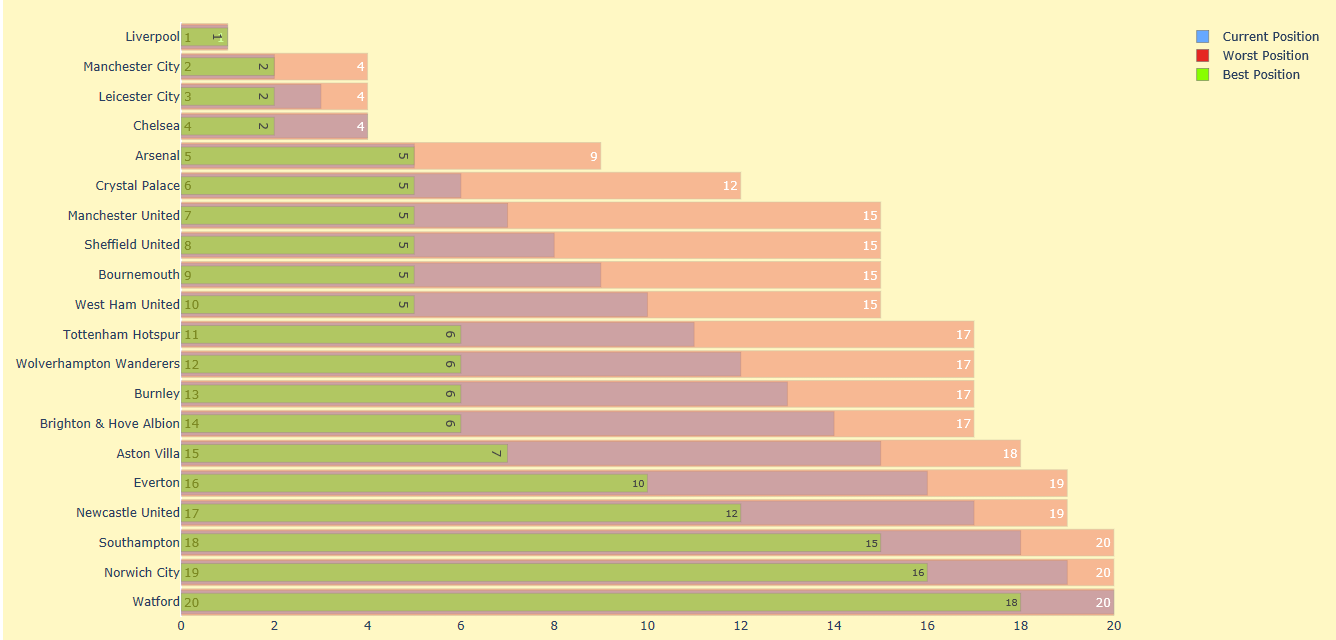 Liverpool 1 1 1
Manchester City 2 2 4
Leicester City 3 2 4
Chelsea 4 2 4
Arsenal 5 5 9
Crystal Palace 6 5 12
Manchester United 7 5 15
Sheffield United 8 5 15
Bournemouth 9 5 15
West Ham United 10 5 15
Tottenham Hotspur 11 6 17
Wolverhampton Wanderers 12 6 17
Burnley 13 6 17
Brighton & Hove Albion 14 6 17
Aston Villa 15 7 18
Everton 16 10 19
Newcastle United 17 12 19
Southampton 18 15 20
Norwich City 19 16 20
Watford 20 18 20
0 2 4 6 8 10 12 14 16 18 20
Current Position
Worst Position
Best Position